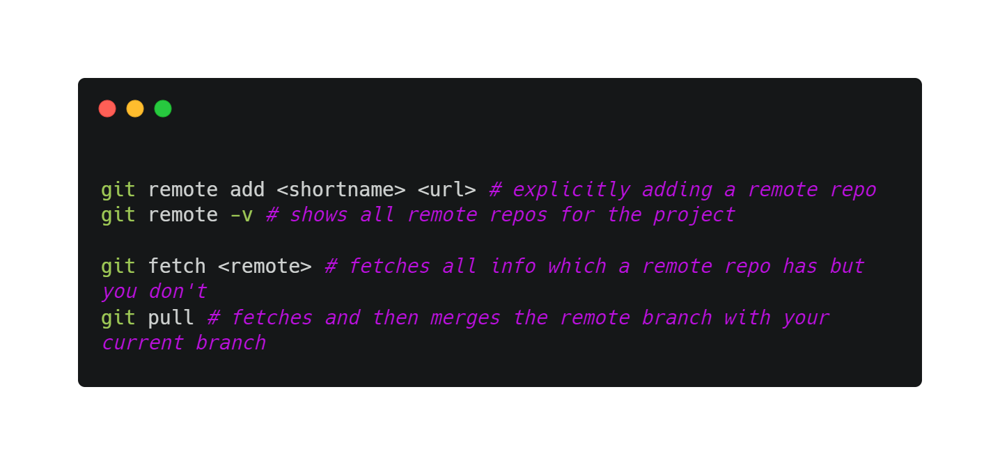 git remote add <shortname> <url> # explicitly adding a remote repo
git remote -v # shows all remote repos for the project
git fetch <remote> # fetches all info which a remote repo has but
you don't
git pull # fetches and then merges the remote branch with your
current branch